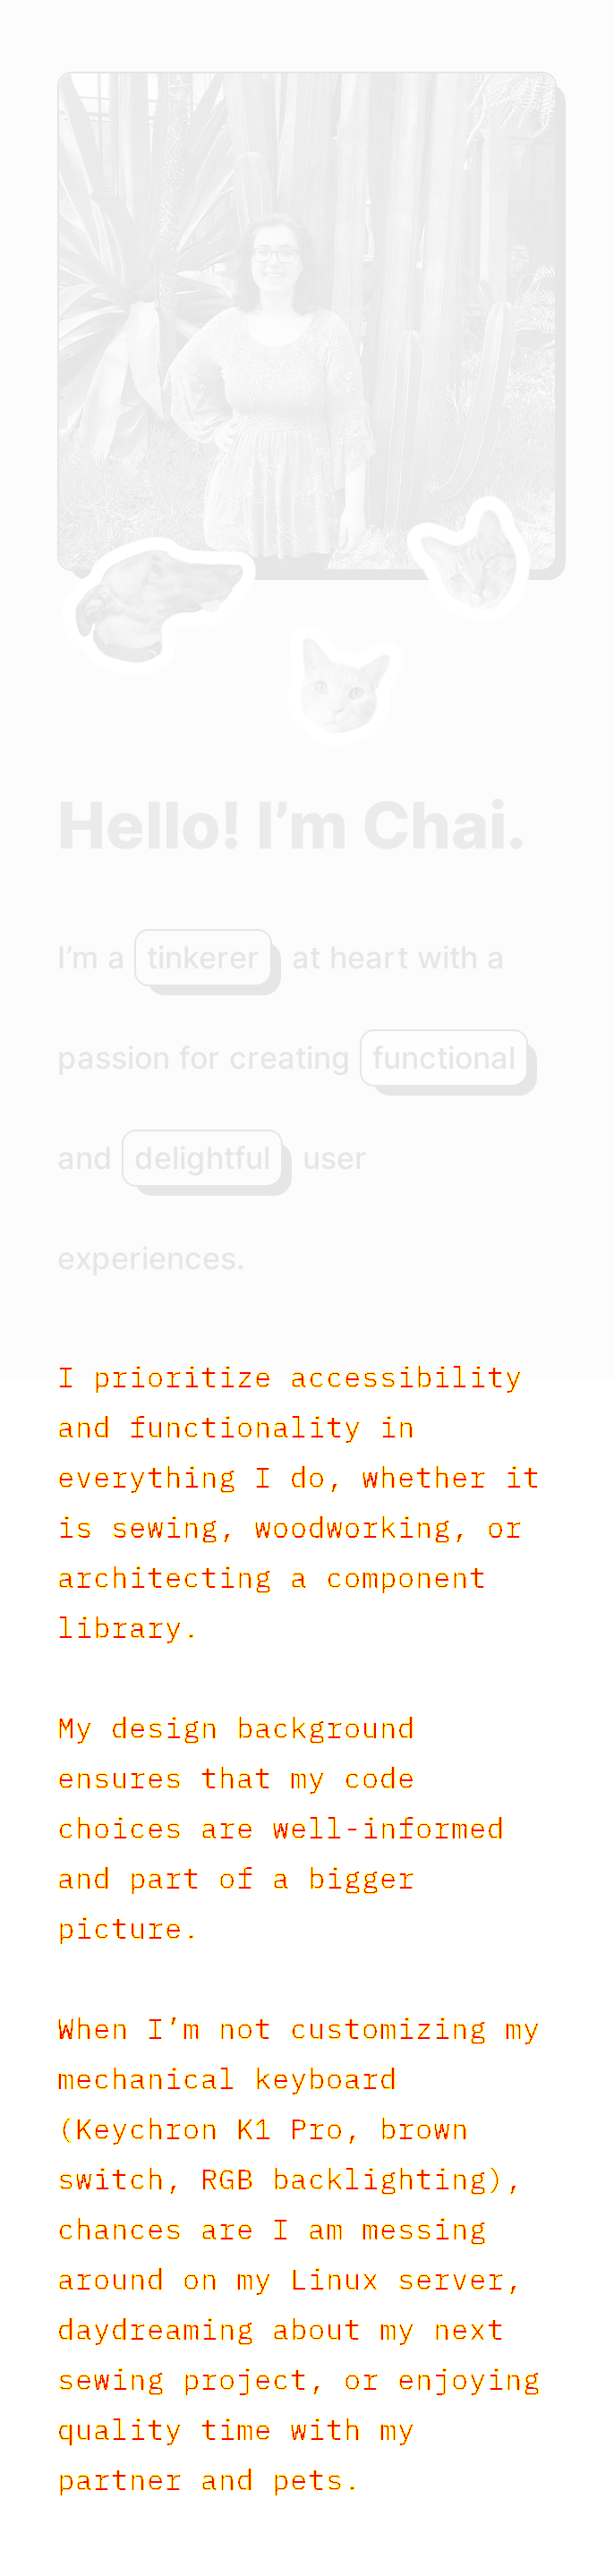 Hello! I’m Chai.
I’m a tinkerer at heart with a
passion for creating functional
and delightful user
experiences.
I prioritize accessibility
and functionality in
everything I do, whether it
is sewing, woodworking, or
architecting a component
library.
My design background
ensures that my code
choices are well-informed
and part of a bigger
picture.
When I’m not customizing my
mechanical keyboard
(Keychron K1 Pro, brown
switch, RGB backlighting),
chances are I am messing
around on my Linux server,
daydreaming about my next
sewing project, or enjoying
quality time with my
partner and pets.